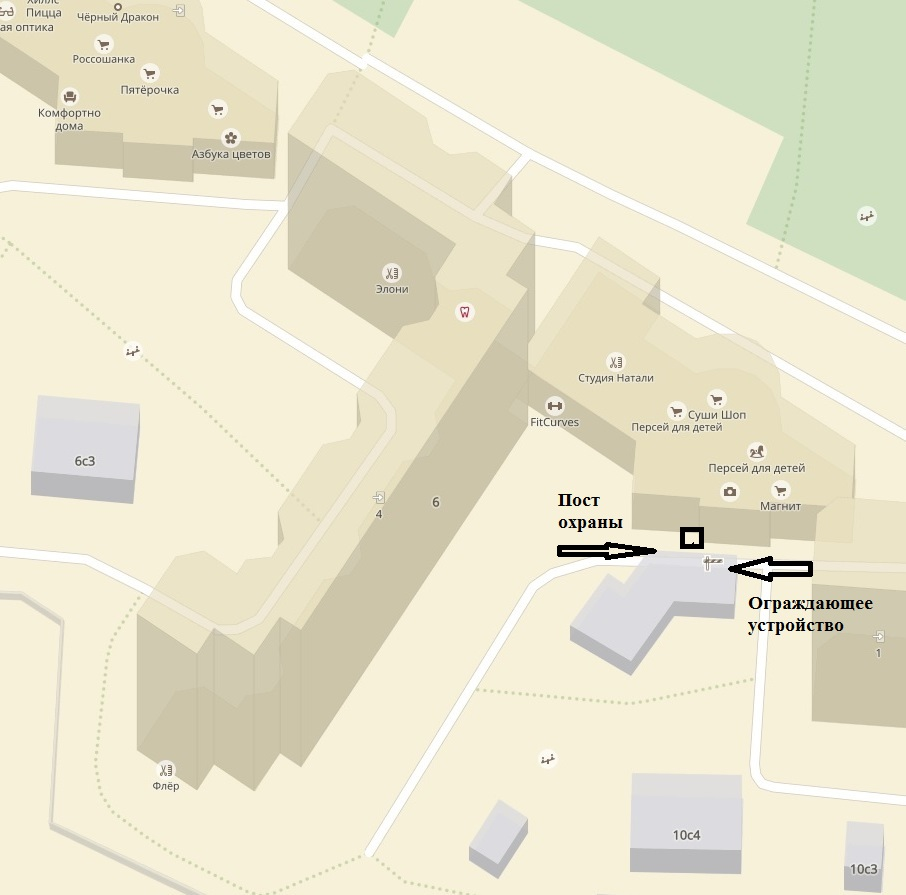 Хиллс
Пицца
ая оптика
Чёрный Дракон
Россошанка
Пятёрочка
Комфортно
дома
Азбука цветов
Элони
Студия Натали
FitCurves
Суши Шоп
Персей для детей
Персей для детей
Магнит
6с3
4
6
Пост
охраны
Ограждающее
устройство
1
Флёр
10с4
10с3